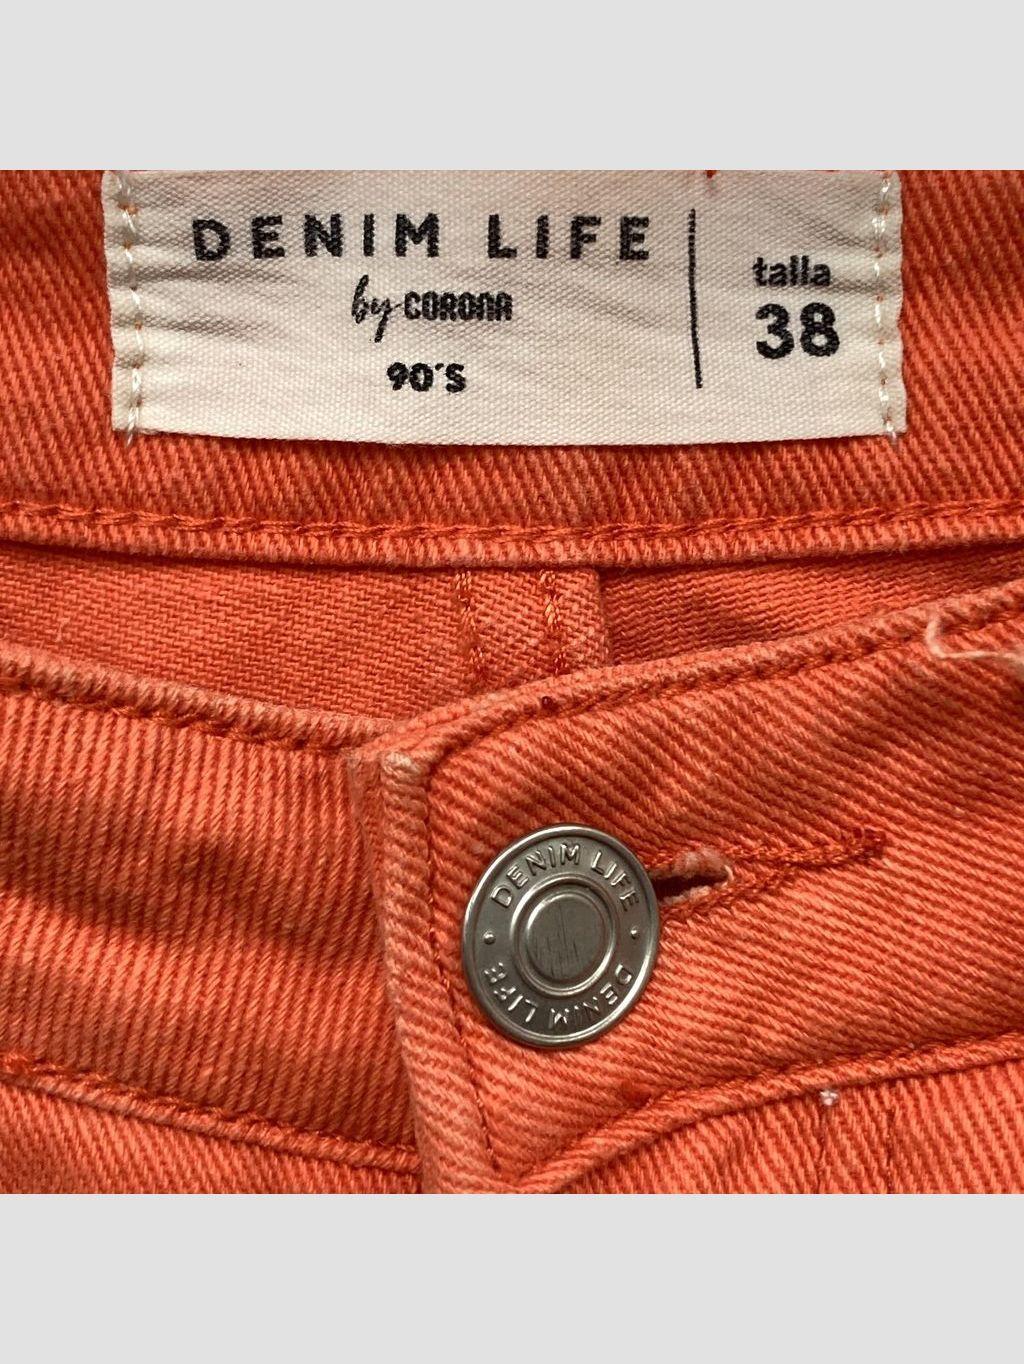 DENIM LIFE
by CORONA
90'S
talla
38
DENIM LIFE
DENIM LIFE